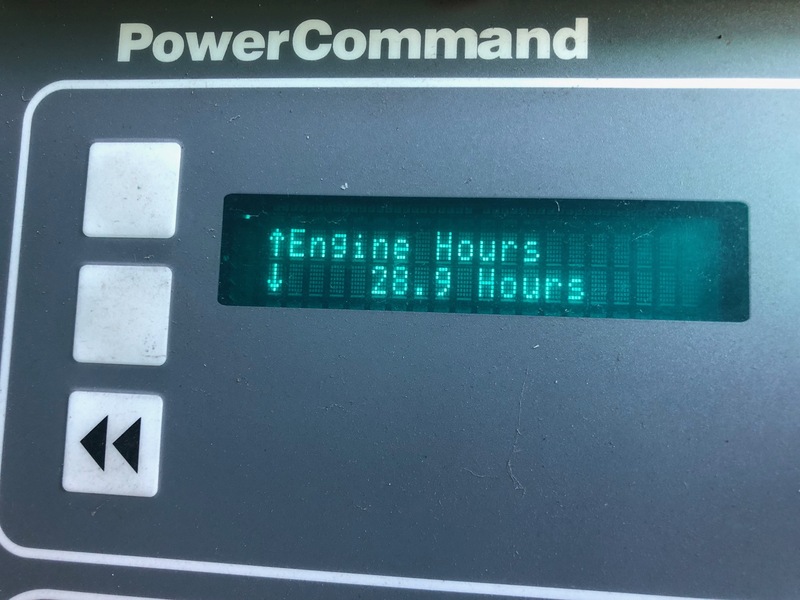 PowerCommand
↑Engine Hours
↓ 28.9 Hours